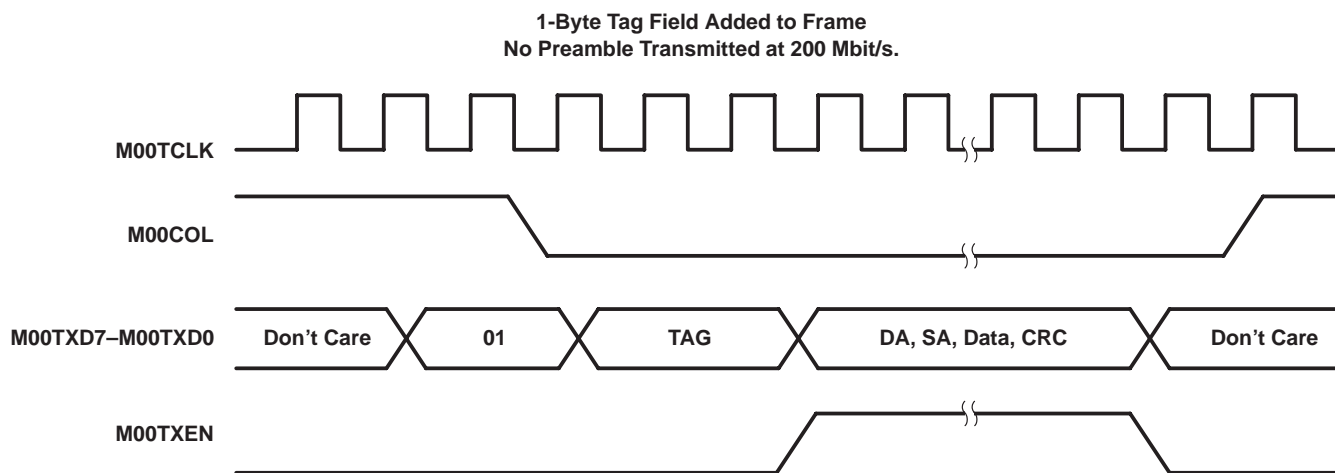 1-Byte Tag Field Added to Frame
No Preamble Transmitted at 200 Mbit/s.
M00TCLK
M00COL
M00TXD7–M00TXD0
Don't Care
01
TAG
DA, SA, Data, CRC
Don't Care
M00TXEN